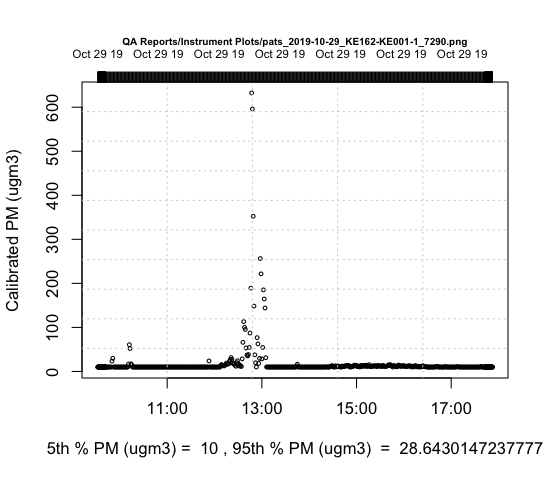 QA Reports/Instrument Plots/pats_2019-10-29_KE162-KE001-1_7290.png
Oct 29 19 Oct 29 19 Oct 29 19 Oct 29 19 Oct 29 19 Oct 29 19 Oct 29 19
Calibrated PM (ugm3)
600
500
400
300
200
100
0
11:00 13:00 15:00 17:00
5th % PM (ugm3) = 10 , 95th % PM (ugm3) = 28.6430147237777